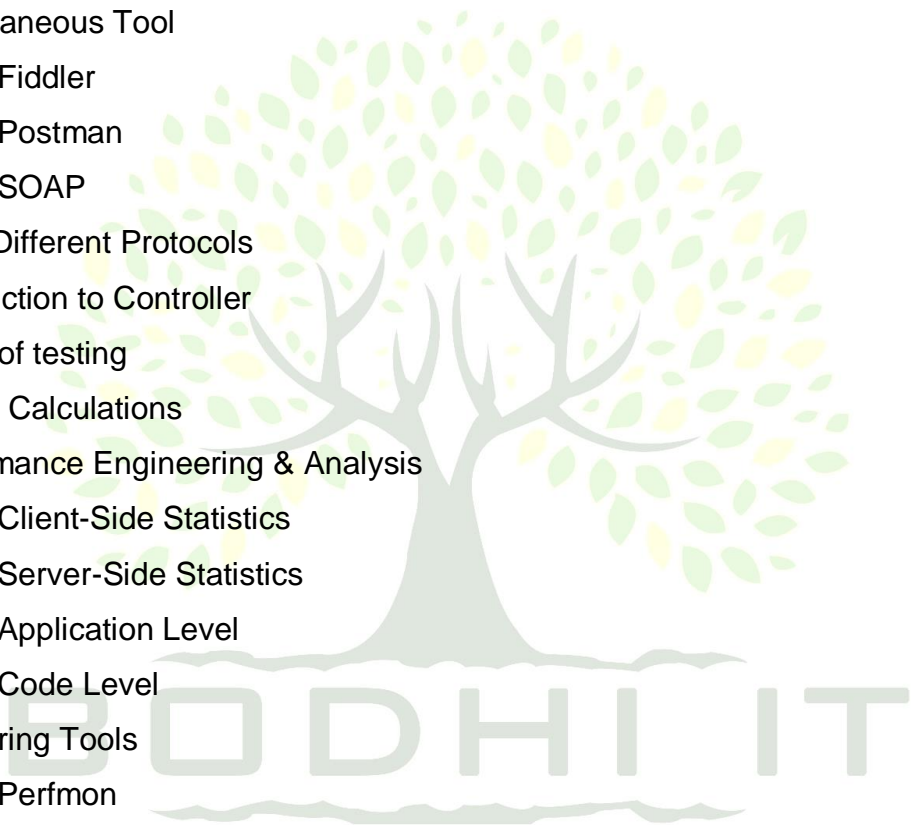 aneous Tool
Fiddler
Postman
SOAP
Different Protocols
ction to Controller
of testing
Calculations
mance Engineering & Analysis
Client-Side Statistics
Server-Side Statistics
Application Level
Code Level
ring Tools
Perfmon
BODHI IT